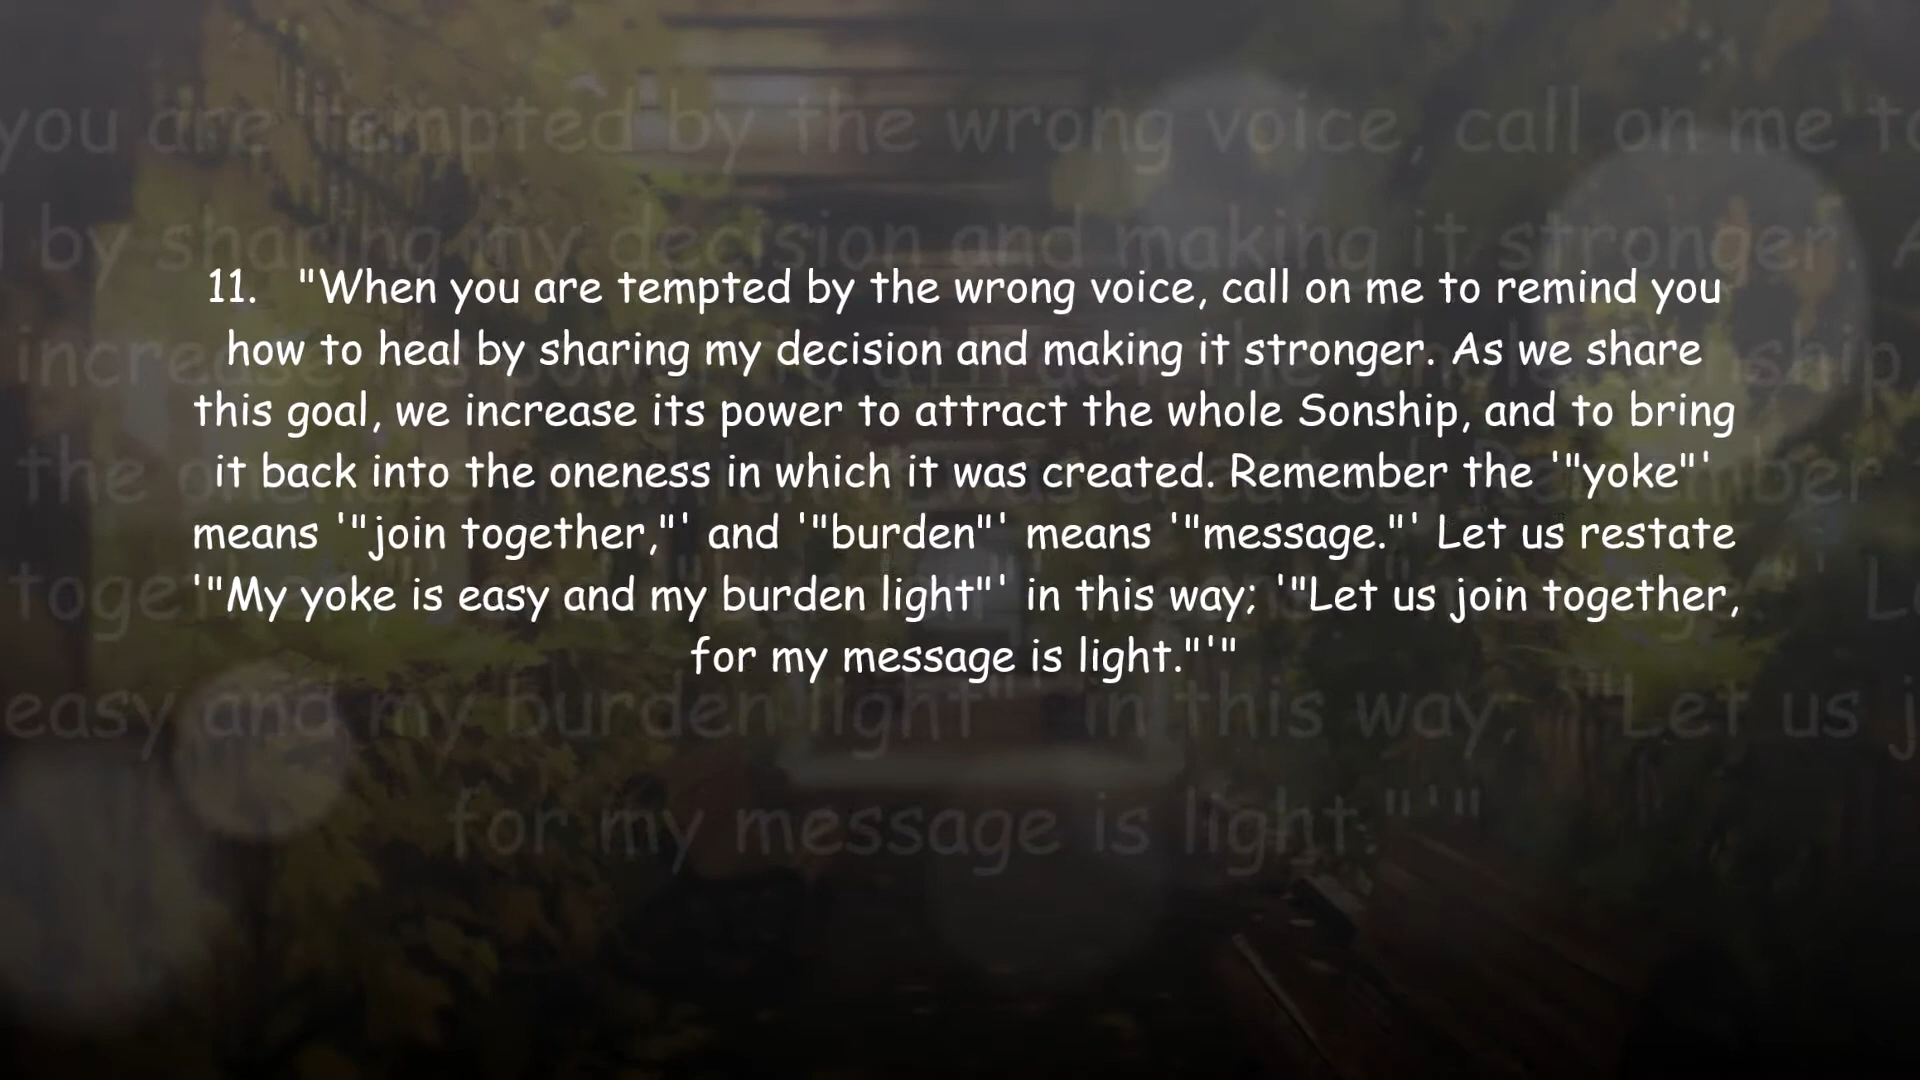 11. "When you are tempted by the wrong voice, call on me to remind you
how to heal by sharing my decision and making it stronger. As we share
this goal, we increase its power to attract the whole Sonship, and to bring
it back into the oneness in which it was created. Remember the '"yoke"'
means '"join together,"' and '"burden"' means '"message."' Let us restate
'"My yoke is easy and my burden light"' in this way; '"Let us join together,
for my message is light."'"